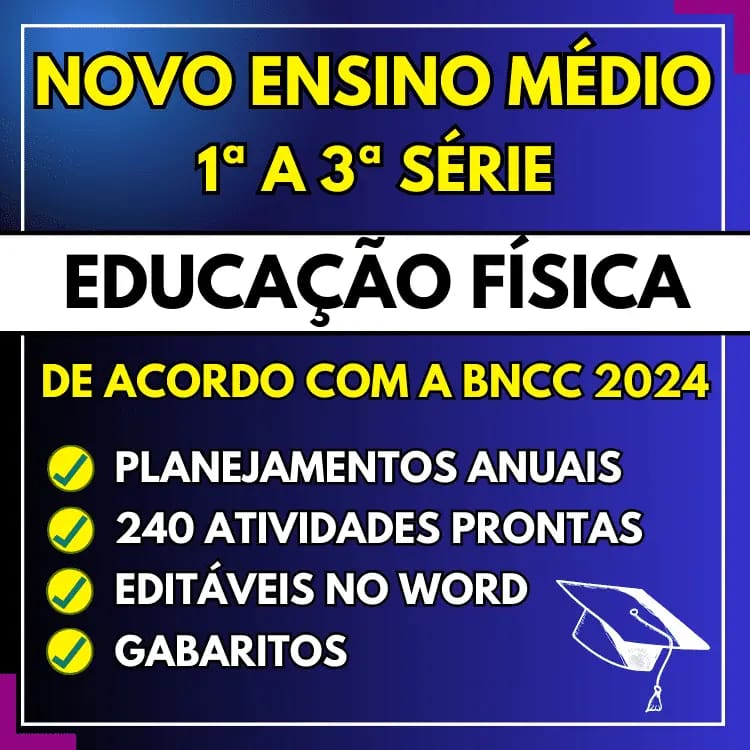 NOVO ENSINO MÉDIO
1ª A 3ª SÉRIE
EDUCAÇÃO FÍSICA
DE ACORDO COM A BNCC 2024
PLANEJAMENTOS ANUAIS
240 ATIVIDADES PRONTAS
EDITÁVEIS NO WORD
GABARITOS